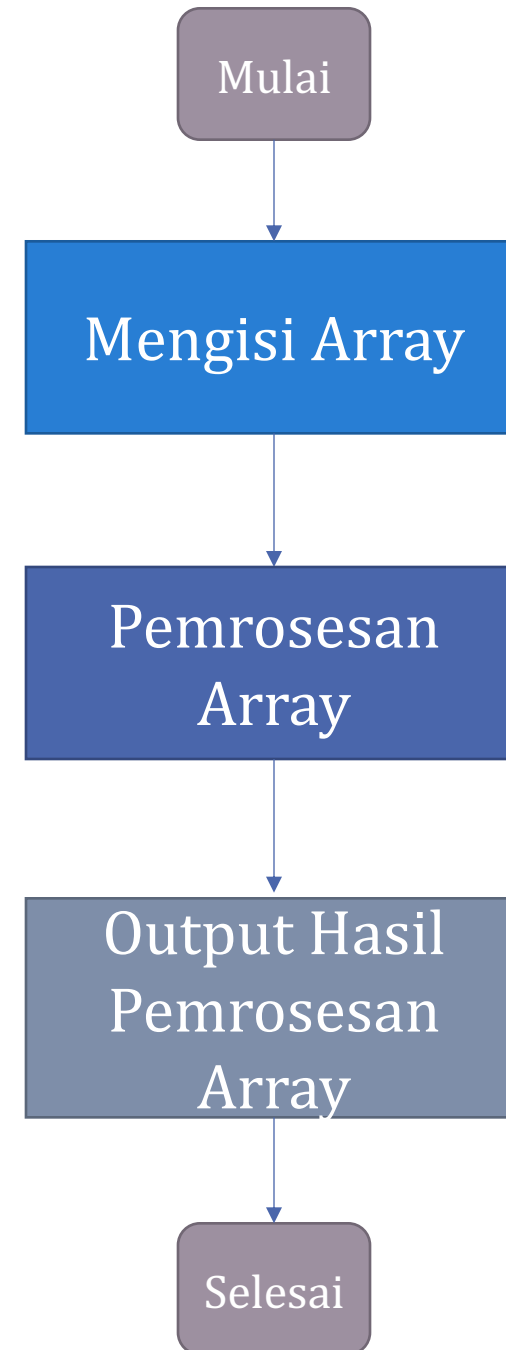 Mulai
Mengisi Array
Pemrosesan
Array
Output Hasil
Pemrosesan
Array
Selesai